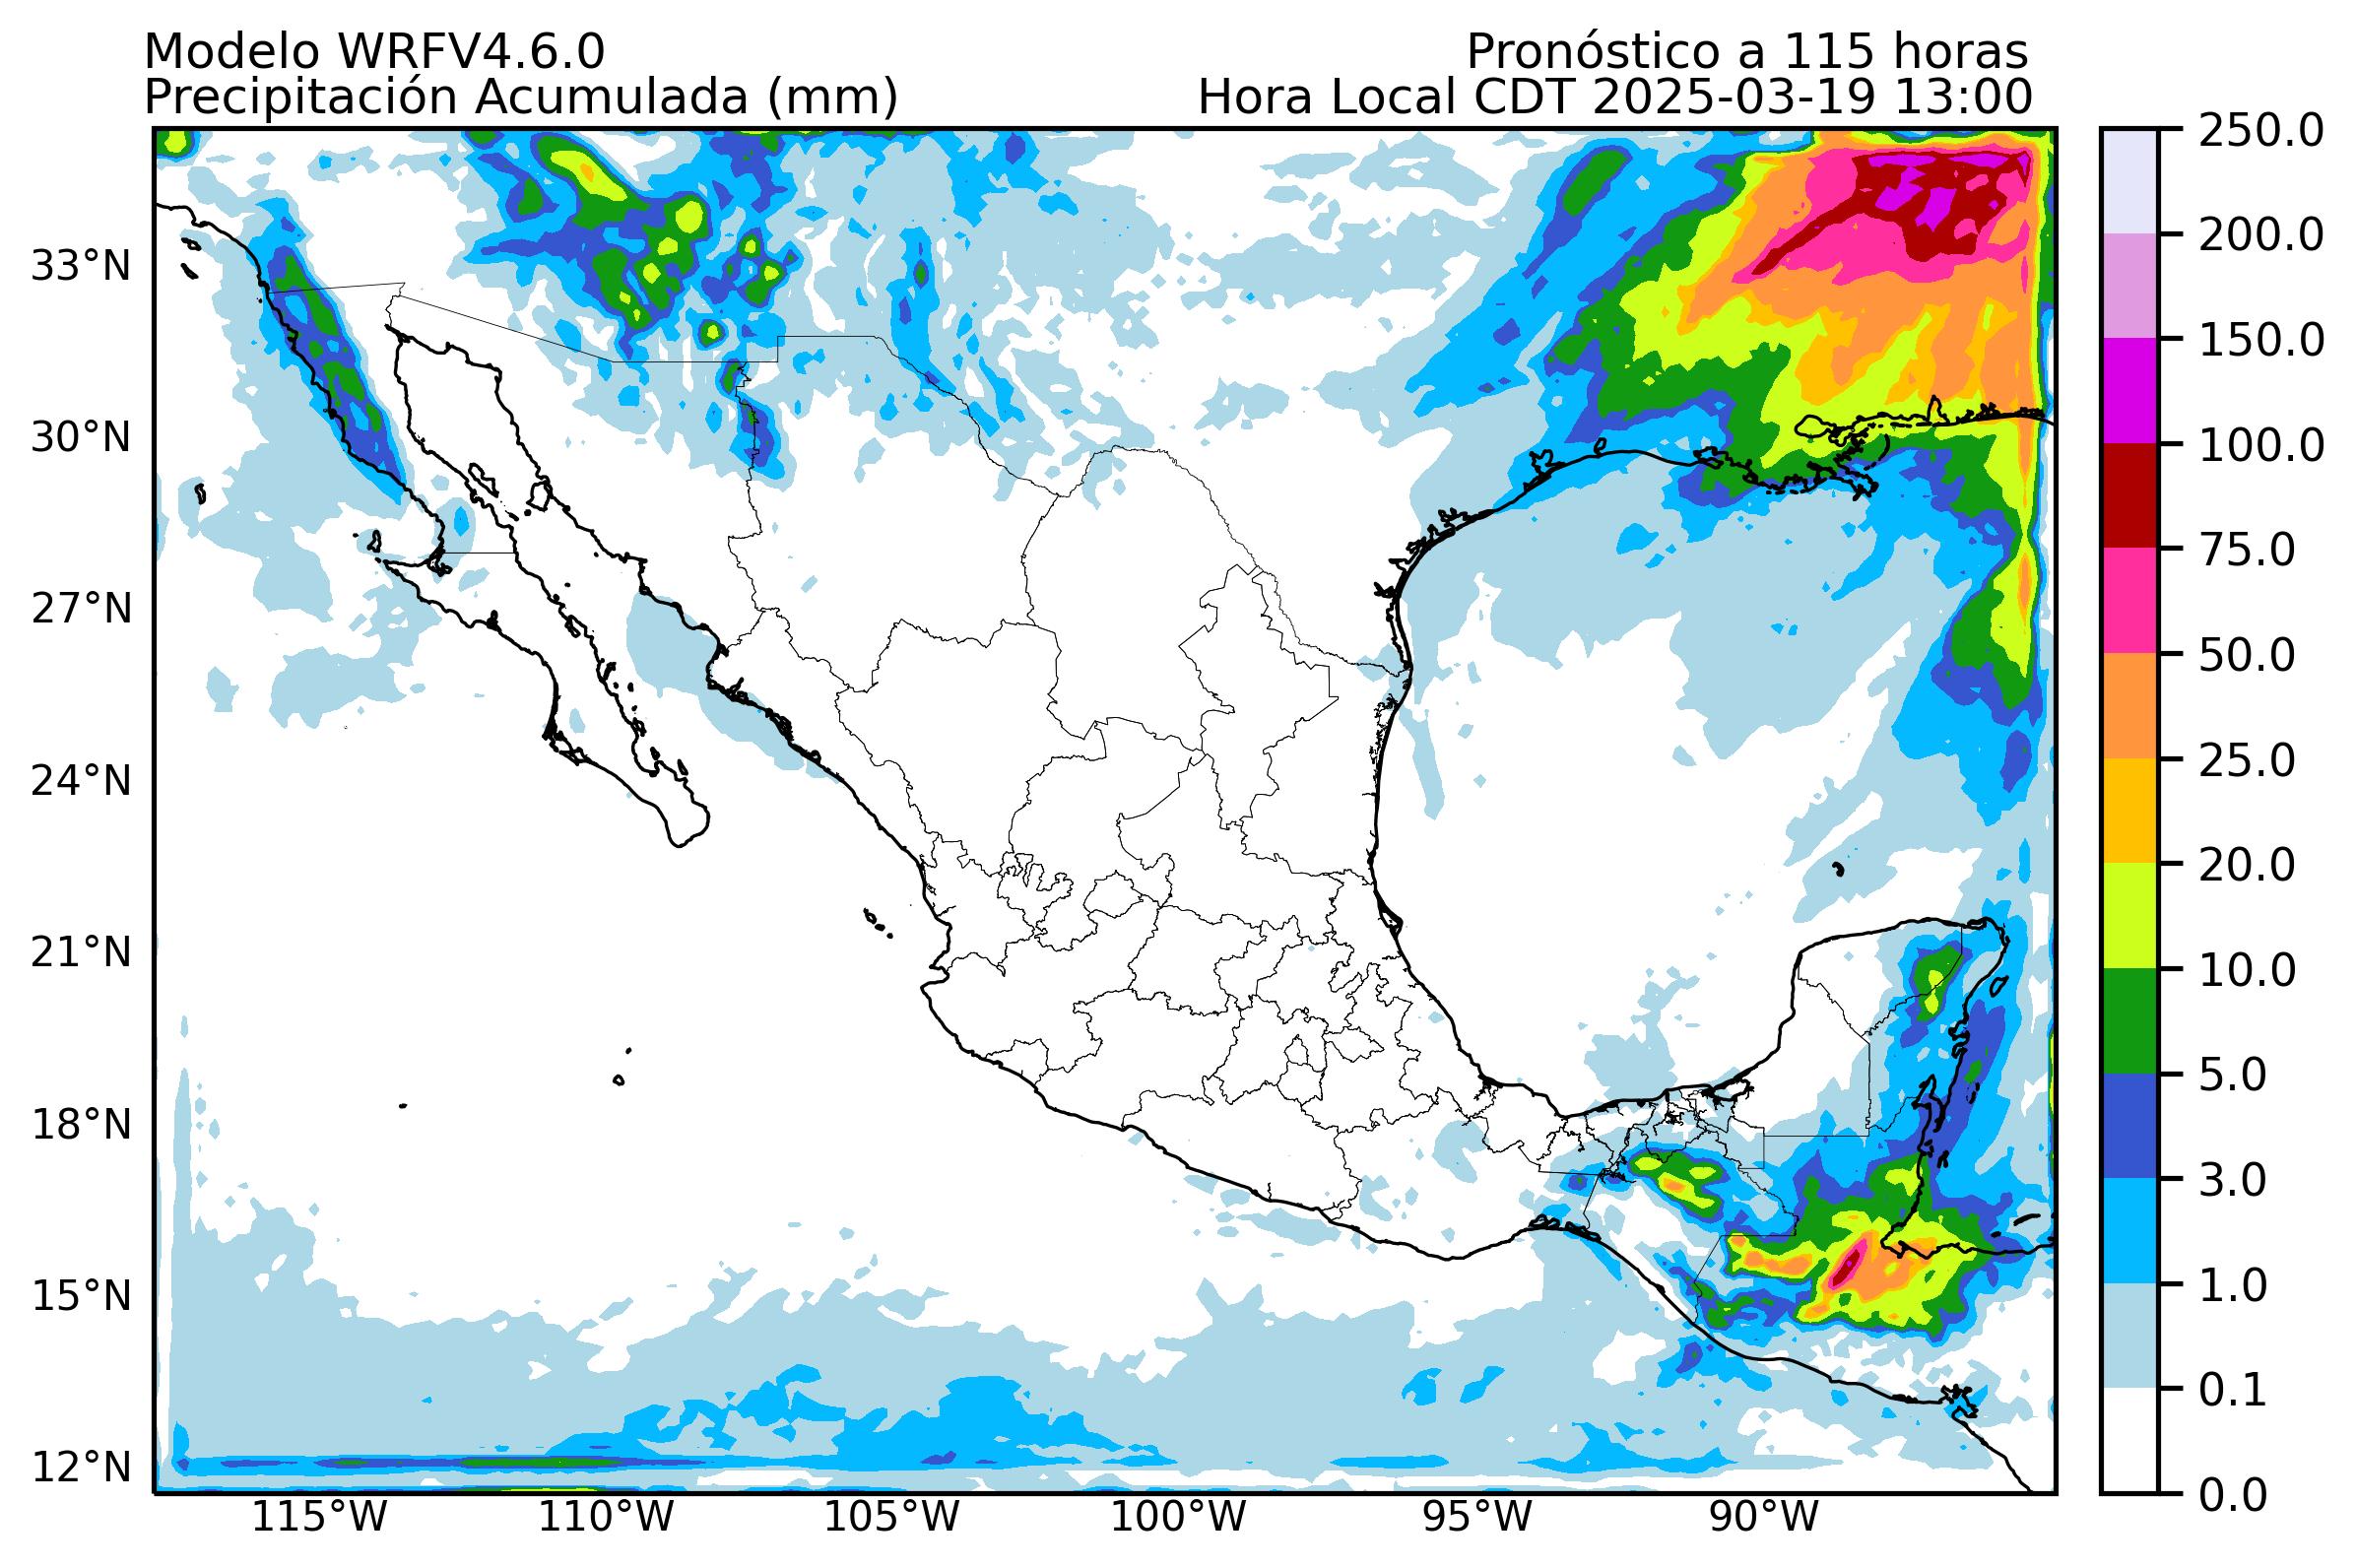 Modelo WRFV4.6.0
Pronóstico a 115 horas
Precipitación Acumulada (mm)
Hora Local CDT 2025-03-19 13:00
33°N
30°N
27°N
24°N
21°N
18°N
15°N
12°N
115°W
110°W
105°W
100°W
95°W
90°W
250.0
200.0
150.0
100.0
75.0
50.0
25.0
20.0
10.0
5.0
3.0
1.0
0.1
0.0